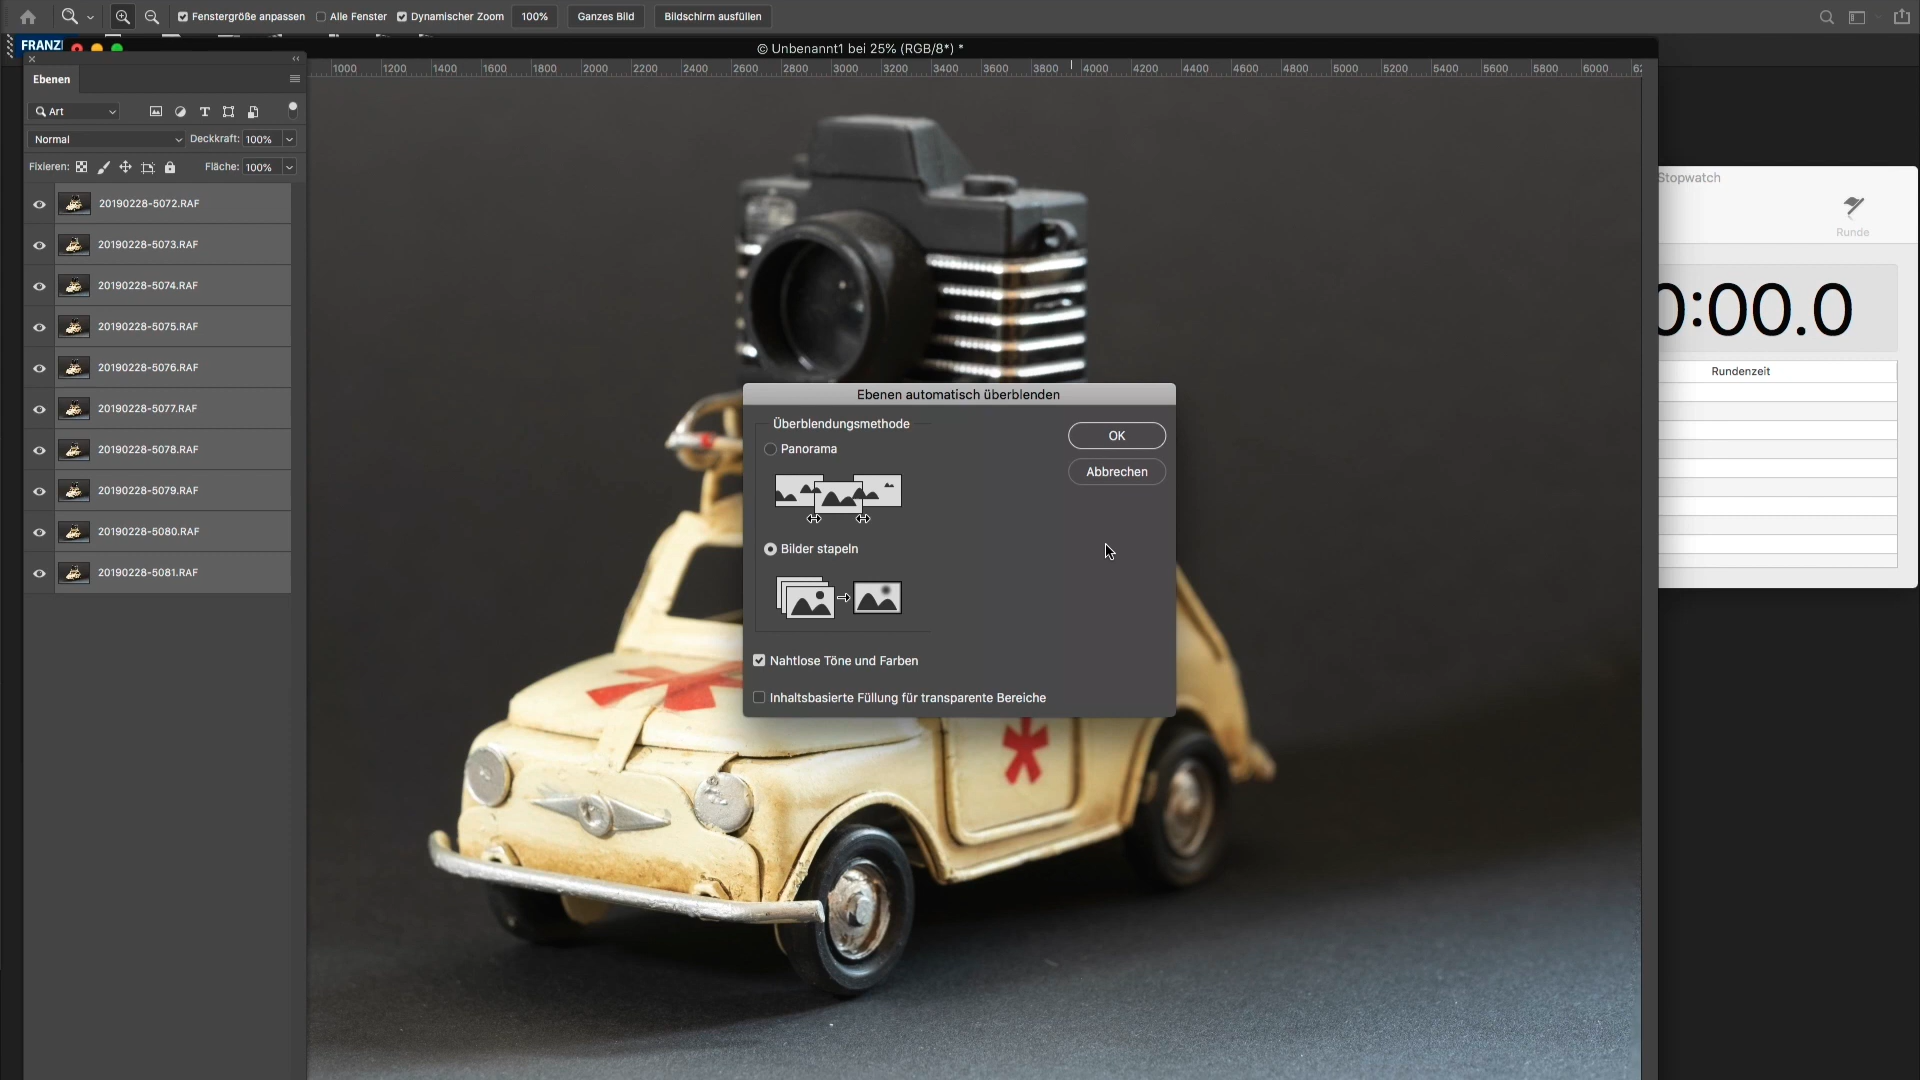 Fenstergröße anpassen
Alle Fenster
Dynamischer Zoom
100%
Ganzes Bild
Bildschirm ausfüllen
© Unbenannt1 bei 25% (RGB/8*) *
Ebenen
Art
Normal
Deckkraft: 100%
Fixieren:
Fläche: 100%
20190228-5072.RAF
20190228-5073.RAF
20190228-5074.RAF
20190228-5075.RAF
20190228-5076.RAF
20190228-5077.RAF
20190228-5078.RAF
20190228-5079.RAF
20190228-5080.RAF
20190228-5081.RAF
1000 1200 1400 1600 1800 2000 2200 2400 2600 2800 3000 3200 3400 3600 3800 4000 4200 4400 4600 4800 5000 5200 5400 5600 5800 6000
Ebenen automatisch überblenden
Überblendungsmethode
Panorama
Bilder stapeln
Nahtlose Töne und Farben
Inhaltsbasierte Füllung für transparente Bereiche
OK
Abbrechen
Stopwatch
Runde
0:00.0
Rundenzeit